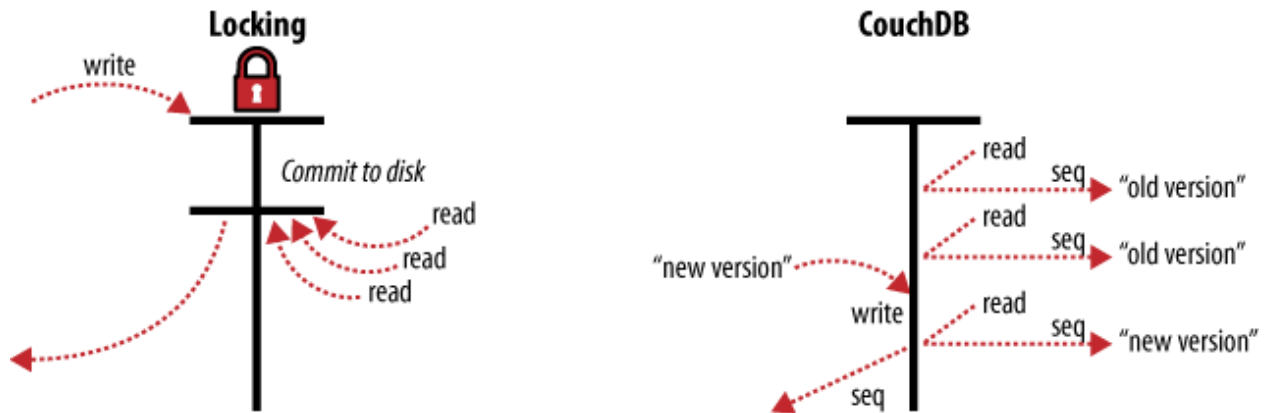 Locking
write
Commit to disk
read
read
read
CouchDB
read
seq
“old version”
read
seq
“old version”
“new version”
write
read
seq
“new version”
seq